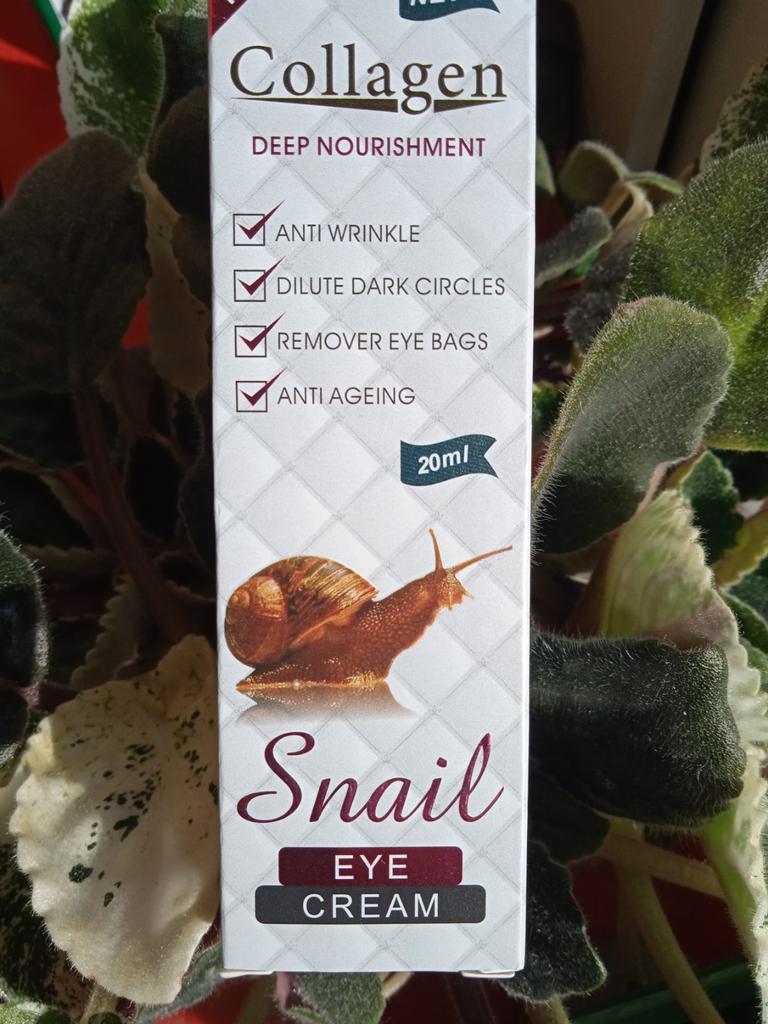 Collagen
DEEP NOURISHMENT
ANTI WRINKLE
DILUTE DARK CIRCLES
REMOVER EYE BAGS
ANTI AGEING
20ml
Snail
EYE
CREAM